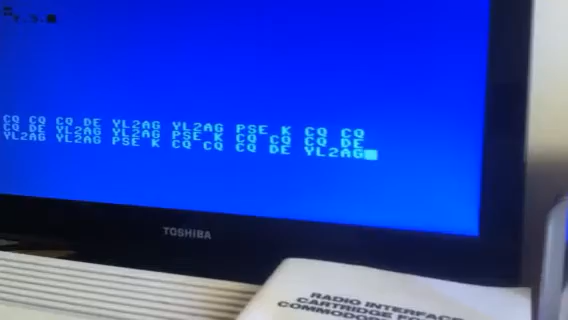 CQ CQ CQ DE YL2AG YL2AG PSE K CQ CQ
CQ DE YL2AG YL2AG PSE K CQ CQ CQ DE
YL2AG YL2AG PSE K CQ CQ CQ DE YL2AG
TOSHIBA
RADIO INTERFACE
CARTRIDGE
COMMODORE